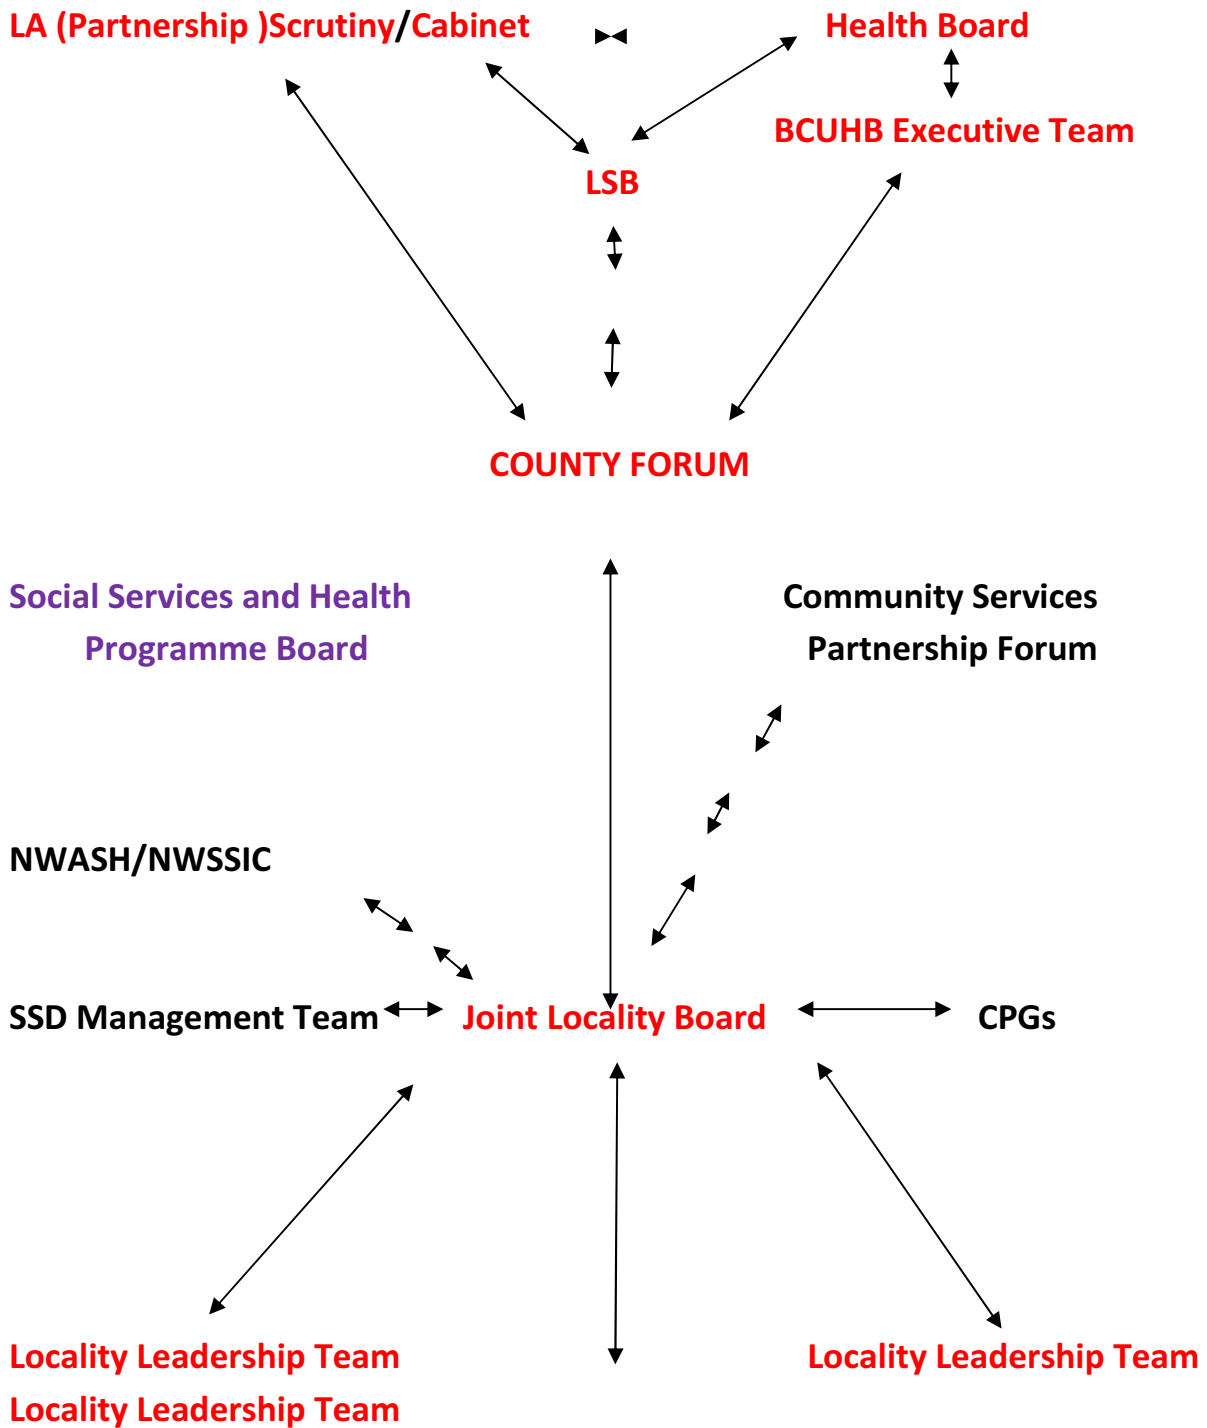 LA (Partnership )Scrutiny/Cabinet
Health Board
BCUHB Executive Team
LSB
COUNTY FORUM
Social Services and Health
Programme Board
Community Services
Partnership Forum
NWASH/NWSSIC
SSD Management Team
Joint Locality Board
CPGs
Locality Leadership Team
Locality Leadership Team
Locality Leadership Team